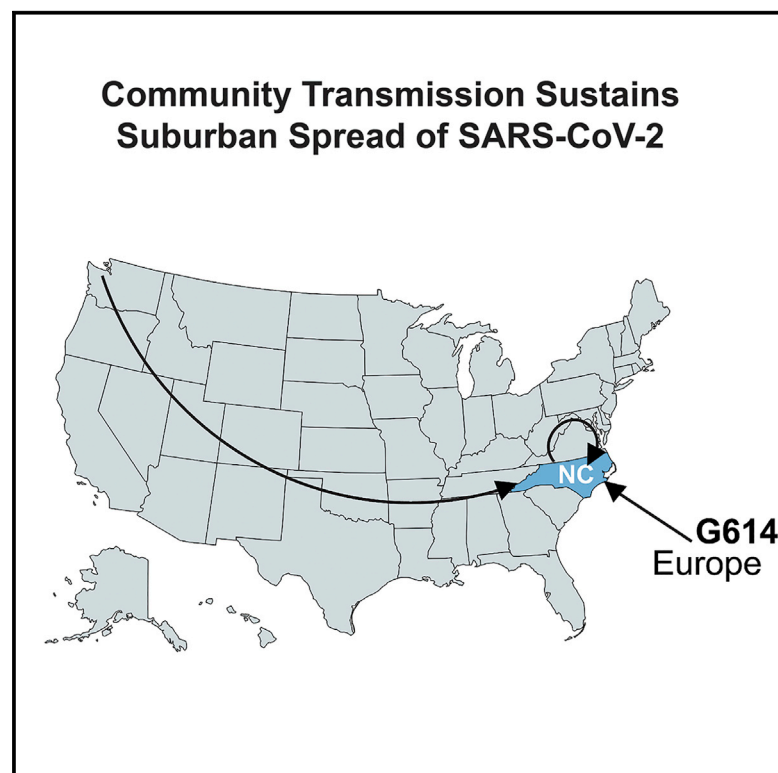 Community Transmission Sustains
Suburban Spread of SARS-CoV-2
NC
G614
Europe